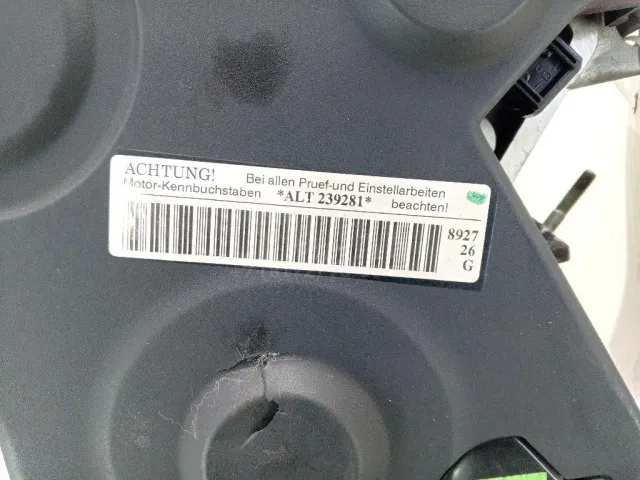 ACHTUNG! Bei allen Pruef-und Einstellarbeiten
Motor-Kennbuchstaben *ALT 239281* beachten!
8927
26
G